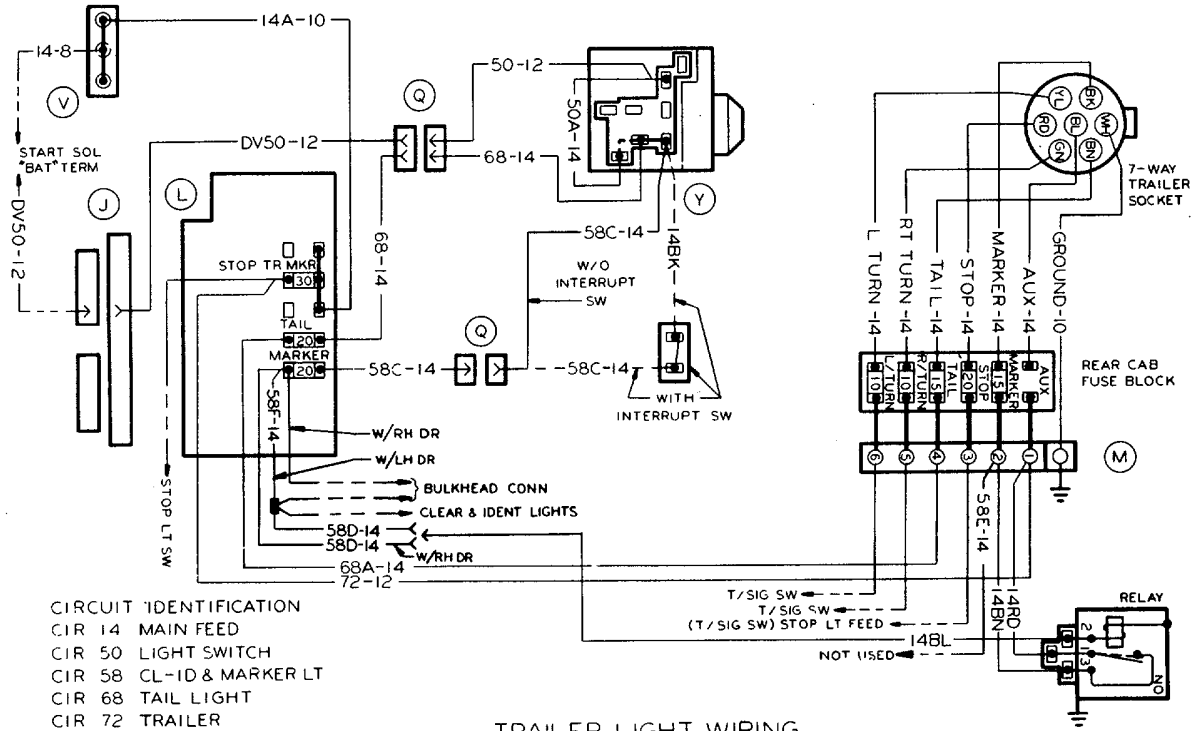 14A-10
14-8
V
START SOL
"BAT" TERM
DV50-12
J
L
DV50-12
Q
50-12
68-14
50A-14
Y
68-14
58C-14
14BK
W/O
INTERRUPT
SW
STOP TR MKR
30
TAIL
20
MARKER
20
58C-14
Q
58C-14
WITH
INTERRUPT SW
58F-14
W/RH DR
W/LH DR
BULKHEAD CONN
CLEAR & IDENT LIGHTS
58D-14
58D-14
W/RH DR
68A-14
72-12
STOP LT SW
YL
BK
RD
BL
WH
GN
BN
7-WAY
TRAILER
SOCKET
L TURN-14
RT TURN-14
TAIL-14
STOP-14
MARKER-14
AUX-14
GROUND-10
10
L/TURN
10
R/TURN
15
TAIL
20
STOP
15
MARKER
AUX
REAR CAB
FUSE BLOCK
6
5
4
3
2
1
M
58E-14
14RD
14BN
T/SIG SW
T/SIG SW
(T/SIG SW) STOP LT FEED
14BL
NOT USED
RELAY
2
1
3
NO
CIRCUIT IDENTIFICATION
CIR 14 MAIN FEED
CIR 50 LIGHT SWITCH
CIR 58 CL-ID & MARKER LT
CIR 68 TAIL LIGHT
CIR 72 TRAILER
TRAILER LIGHT WIRING